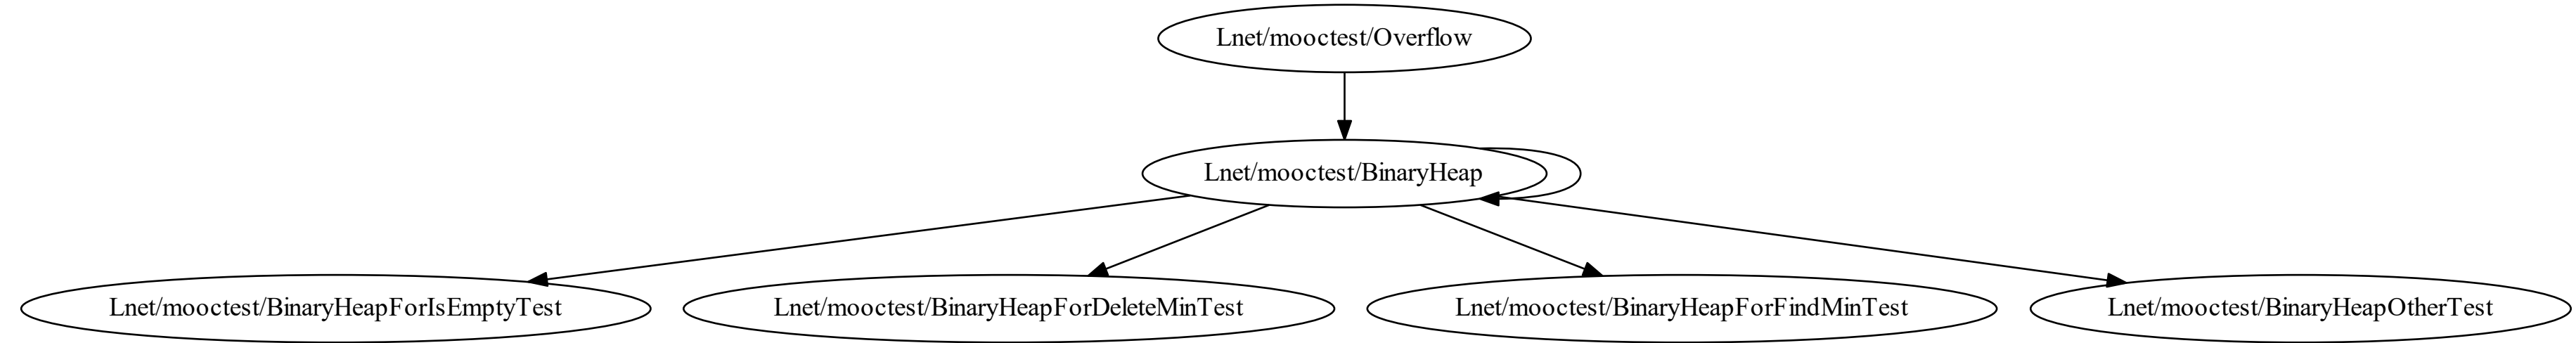 Lnet/mooctest/Overflow
Lnet/mooctest/BinaryHeap
Lnet/mooctest/BinaryHeapForIsEmptyTest
Lnet/mooctest/BinaryHeapForDeleteMinTest
Lnet/mooctest/BinaryHeapForFindMinTest
Lnet/mooctest/BinaryHeapOtherTest